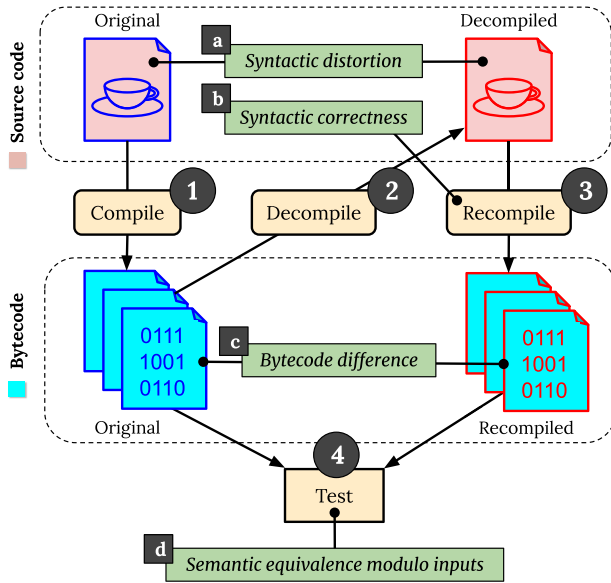 Original
Decompiled
a
Syntactic distortion
b
Syntactic correctness
Source code
1
Compile
2
Decompile
3
Recompile
Bytecode
0111
1001
0110
c
Bytecode difference
0111
1001
0110
Original
Recompiled
4
Test
d
Semantic equivalence modulo inputs